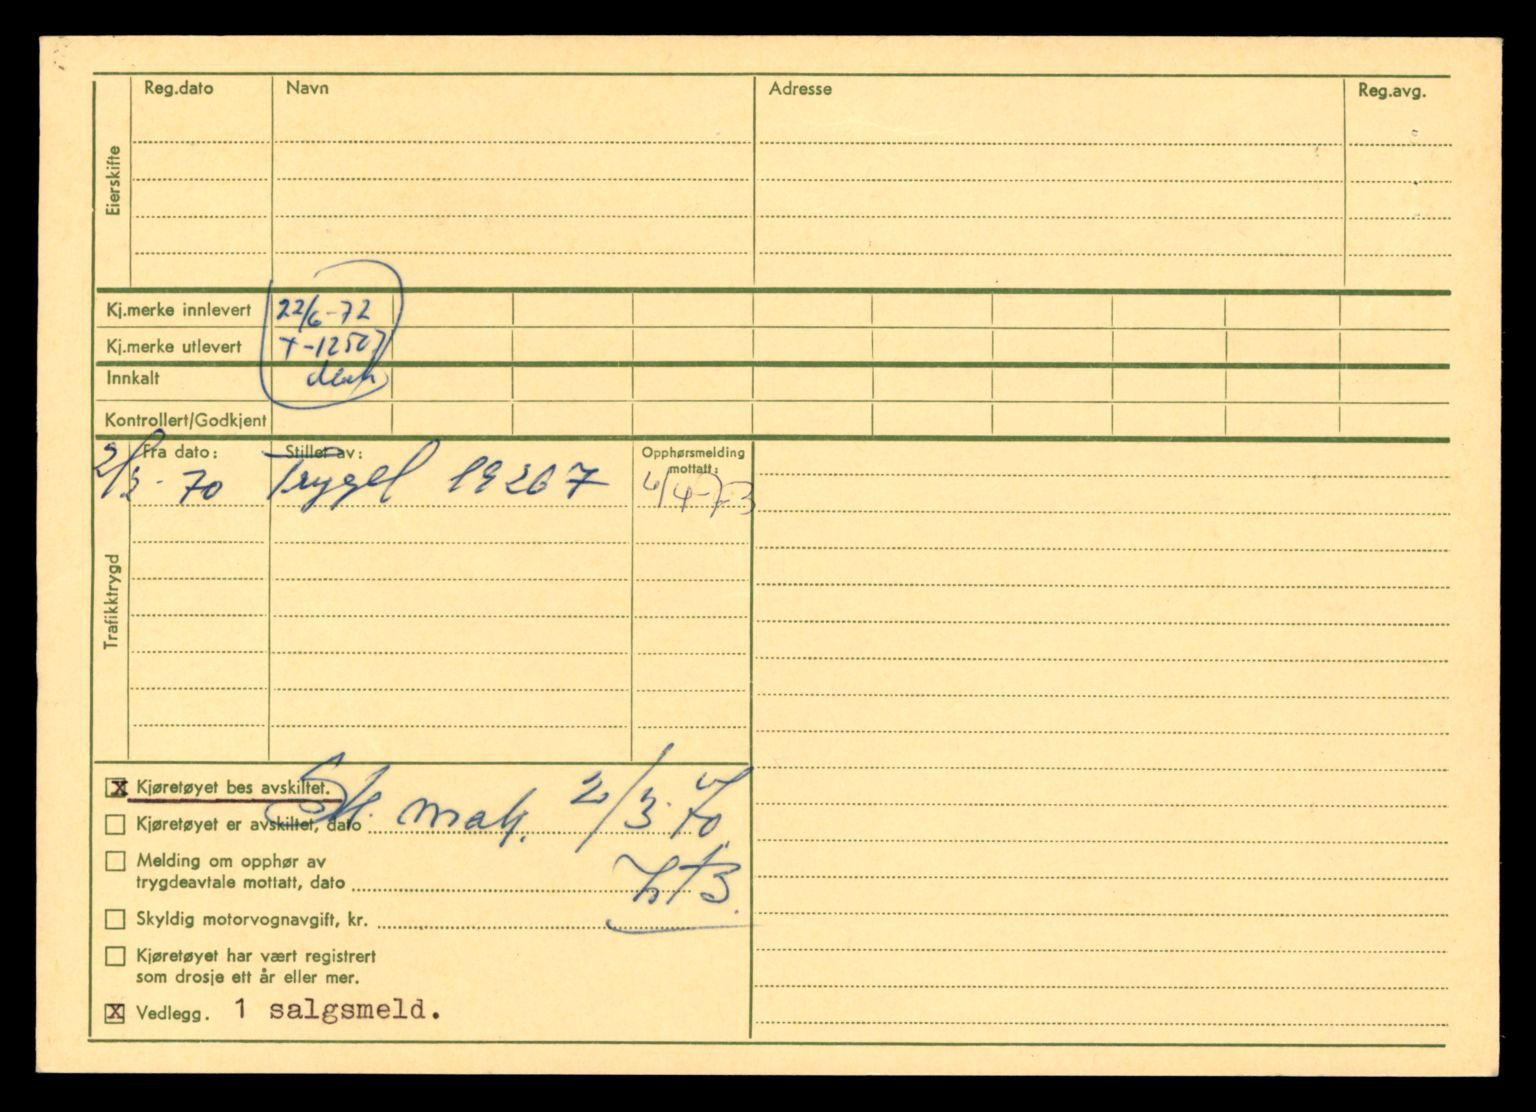 Reg.dato Navn Adresse Reg.avg.
Eierskifte
Kj.merke innlevert 22/6-72
Kj.merke utlevert T-12507
Innkalt
Kontrollert/Godkjent
Fra dato: Stillet av: Opphørsmelding mottatt:
2/3-70 Trygd 19267 4/4-73
Trafikktrygd
X Kjøretøyet bes avskiltet.
Kjøretøyet er avskiltet, dato 2/3-70
Melding om opphør av
trygdeavtale mottatt, dato
Skyldig motorvognavgift, kr.
Kjøretøyet har vært registrert
som drosje ett år eller mer.
X Vedlegg. 1 salgsmeld.